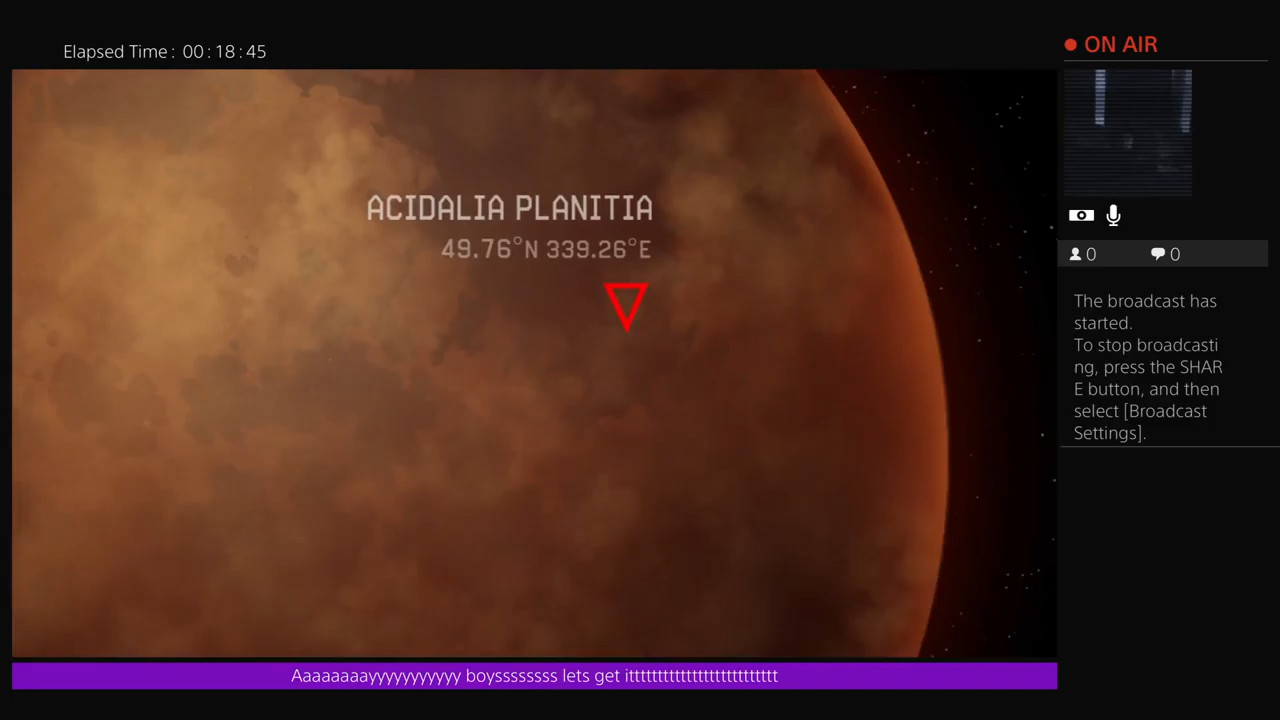 Elapsed Time: 00:18:45
ON AIR
ACIDALIA PLANITIA
49.76°N 339.26°E
0 0
The broadcast has
started.
To stop broadcasti
ng, press the SHAR
E button, and then
select [Broadcast
Settings].
Aaaaaaaayyyyyyyyyyy boyssssssss lets get itttttttttttttttttttttttttt